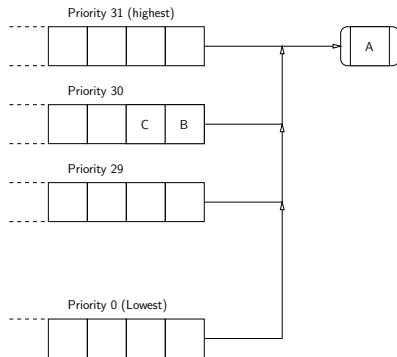 Priority 31 (highest)
A
Priority 30
C B
Priority 29
Priority 0 (Lowest)